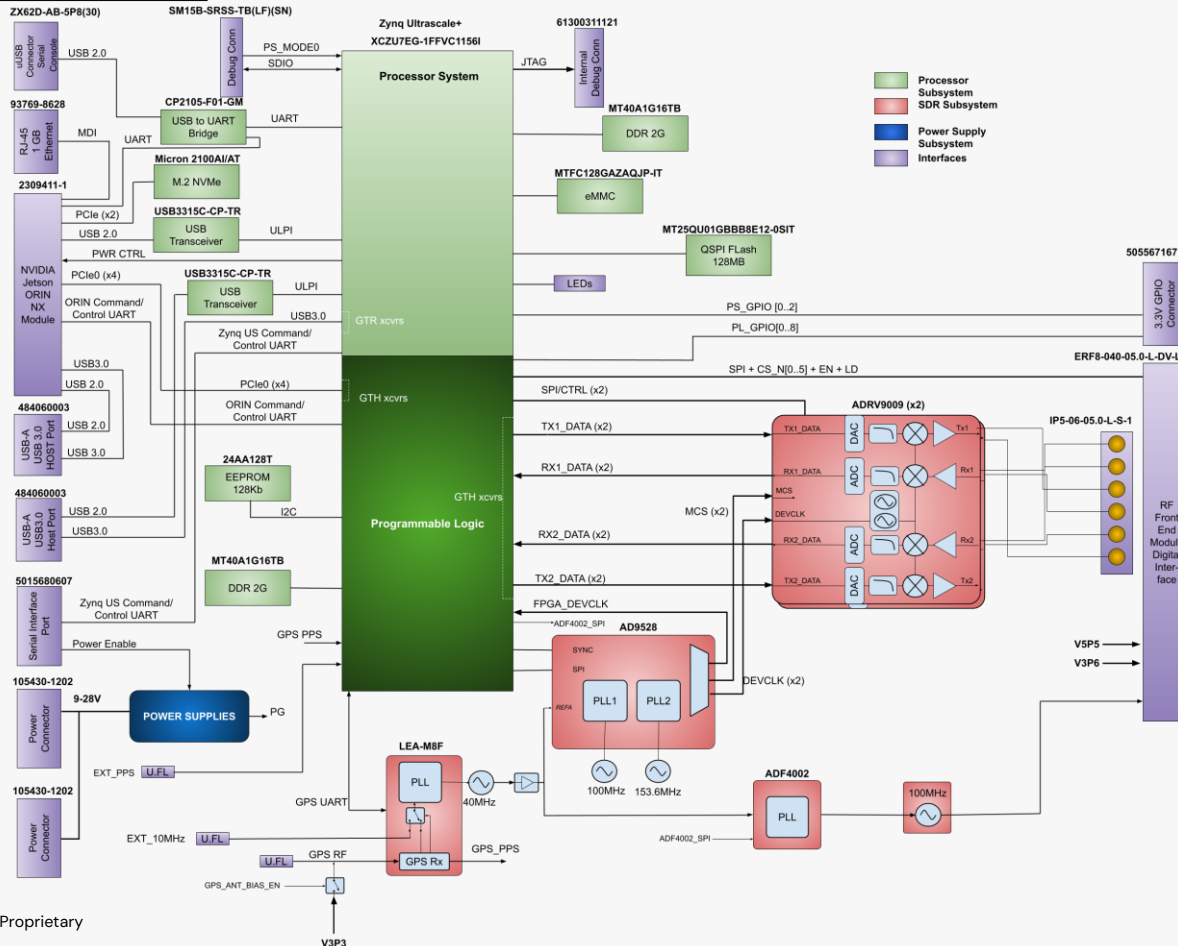 ZX62D-AB-5P8(30)
uUSB
Connector
Serial
Console
USB 2.0
SM15B-SRSS-TB(LF)(SN)
Debug Conn
PS_MODE0
SDIO
Zynq Ultrascale+
XCZU7EG-1FFVC1156I
Processor System
JTAG
61300311121
Internal
Debug Conn
Processor
Subsystem
SDR Subsystem
Power Supply
Subsystem
Interfaces
93769-8628
RJ-45
1 GB
Ethernet
MDI
CP2105-F01-GM
USB to UART
Bridge
UART
UART
MT40A1G16TB
DDR 2G
Micron 2100AI/AT
M.2 NVMe
MTFC128GAZAQJP-IT
eMMC
2309411-1
NVIDIA
Jetson
ORIN
NX
Module
PCIe (x2)
USB 2.0
PWR CTRL
PCIe0 (x4)
ORIN Command/
Control UART
USB3.0
USB 2.0
USB3315C-CP-TR
USB
Transceiver
ULPI
MT25QU01GBBB8E12-0SIT
QSPI FLash
128MB
USB3315C-CP-TR
USB
Transceiver
ULPI
USB3.0
GTR xcvrs
LEDs
505567167
3.3V GPIO
Connector
PS_GPIO [0..2]
PL_GPIO[0..8]
Zynq US Command/
Control UART
ERF8-040-05.0-L-DV-L
SPI + CS_N[0..5] + EN + LD
PCIe0 (x4)
GTH xcvrs
ORIN Command/
Control UART
484060003
USB-A
USB 3.0
HOST Port
USB 2.0
USB 3.0
SPI/CTRL (x2)
TX1_DATA (x2)
RX1_DATA (x2)
GTH xcvrs
MCS (x2)
RX2_DATA (x2)
TX2_DATA (x2)
FPGA_DEVCLK
ADRV9009 (x2)
TX1_DATA
DAC
Tx1
RX1_DATA
ADC
Rx1
MCS
DEVCLK
RX2_DATA
ADC
Rx2
TX2_DATA
DAC
Tx2
IP5-06-05.0-L-S-1
RF
Front
End
Modul
Digita
Inter-
face
24AA128T
EEPROM
128Kb
I2C
Programmable Logic
484060003
USB-A
USB3.0
Host Port
USB 2.0
USB3.0
MT40A1G16TB
DDR 2G
5015680607
Serial Interface
Port
Zynq US Command/
Control UART
Power Enable
GPS PPS
ADF4002_SPI
AD9528
SYNC
SPI
REFA
PLL1
PLL2
DEVCLK (x2)
100MHz
153.6MHz
V5P5
V3P6
105430-1202
Power
Connector
9-28V
POWER SUPPLIES
PG
EXT_PPS
U.FL
105430-1202
Power
Connector
LEA-M8F
PLL
40MHz
GPS UART
EXT_10MHz
U.FL
U.FL
GPS RF
GPS Rx
GPS_PPS
GPS_ANT_BIAS_EN
V3P3
ADF4002
PLL
ADF4002_SPI
100MHz
Proprietary